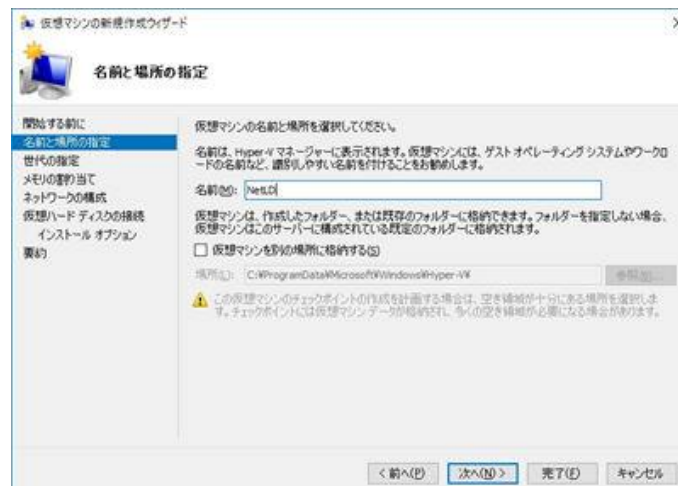 仮想マシンの新規作成ウィザード
名前と場所の指定
開始する前に
名前と場所の指定
世代の指定
メモリの割り当て
ネットワークの構成
仮想ハード ディスクの接続
インストール オプション
要約
仮想マシンの名前と場所を選択してください。
名前は、Hyper-V マネージャーに表示されます。仮想マシンには、ゲスト オペレーティング システムやワークロ
ードの名前など、識別しやすい名前を付けることをお勧めします。
名前(M): NetLD
仮想マシンは、作成したフォルダー、または既存のフォルダーに格納できます。フォルダーを指定しない場合、
仮想マシンはこのサーバーに構成されている既定のフォルダーに格納されます。
仮想マシンを別の場所に格納する(S)
場所(L): C:¥ProgramData¥Microsoft¥Windows¥Hyper-V¥
参照(B)...
この仮想マシンのチェックポイントの作成を計画する場合は、空き領域が十分にある場所を選択しま
す。チェックポイントには仮想マシン データが格納され、多くの空き領域が必要になる場合があります。
< 前へ(P) 次へ(N) > 完了(F) キャンセル